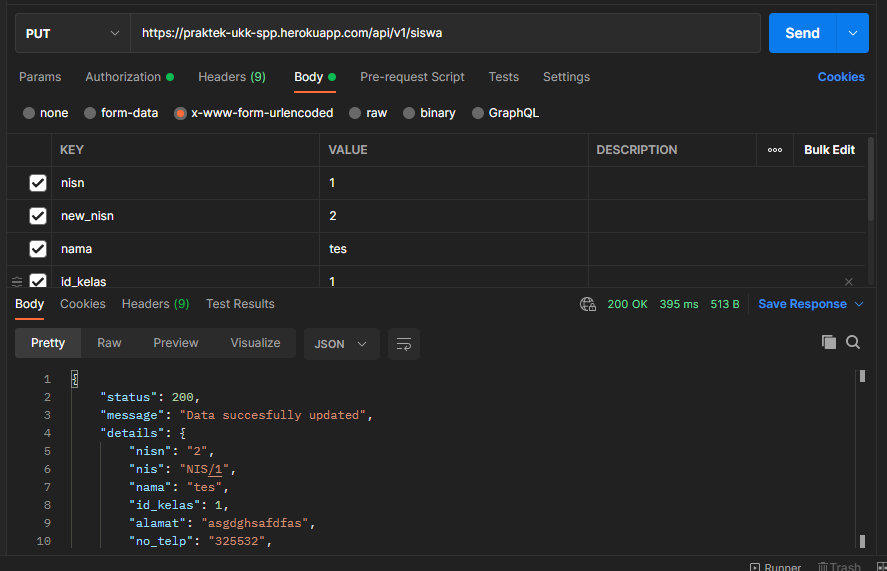 PUT https://praktek-ukk-spp.herokuapp.com/api/v1/siswa Send
Params Authorization Headers (9) Body Pre-request Script Tests Settings Cookies
none form-data x-www-form-urlencoded raw binary GraphQL
KEY VALUE DESCRIPTION ooo Bulk Edit
nisn 1
new_nisn 2
nama tes
id_kelas 1
Body Cookies Headers (9) Test Results 200 OK 395 ms 513 B Save Response
Pretty Raw Preview Visualize JSON
1 {
2 "status": 200,
3 "message": "Data succesfully updated",
4 "details": {
5 "nisn": "2",
6 "nis": "NIS/1",
7 "nama": "tes",
8 "id_kelas": 1,
9 "alamat": "asgdghsafdfas",
10 "no_telp": "325532",
Runner Trash